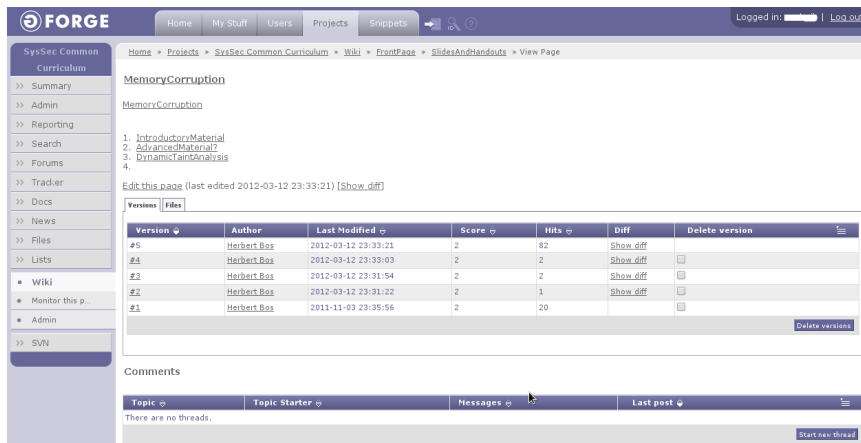 GFORGE
Home My Stuff Users Projects Snippets
Logged in: | Log out
SysSec Common
Curriculum
Home » Projects » SysSec Common Curriculum » Wiki » FrontPage » SlidesAndHandouts » View Page
>> Summary
>> Admin
>> Reporting
>> Search
>> Forums
>> Tracker
>> Docs
>> News
>> Files
>> Lists
• Wiki
• Monitor this p...
• Admin
>> SVN
MemoryCorruption
MemoryCorruption
1. IntroductoryMaterial
2. AdvancedMaterial?
3. DynamicTaintAnalysis
4.
Edit this page (last edited 2012-03-12 23:33:21) [Show diff]
Versions Files
Version Author Last Modified Score Hits Diff Delete version
#5 Herbert Bos 2012-03-12 23:33:21 2 82 Show diff
#4 Herbert Bos 2012-03-12 23:33:03 2 2 Show diff
#3 Herbert Bos 2012-03-12 23:31:54 2 2 Show diff
#2 Herbert Bos 2012-03-12 23:31:22 2 1 Show diff
#1 Herbert Bos 2011-11-03 23:35:56 2 20
Delete versions
Comments
Topic Topic Starter Messages Last post
There are no threads.
Start new thread